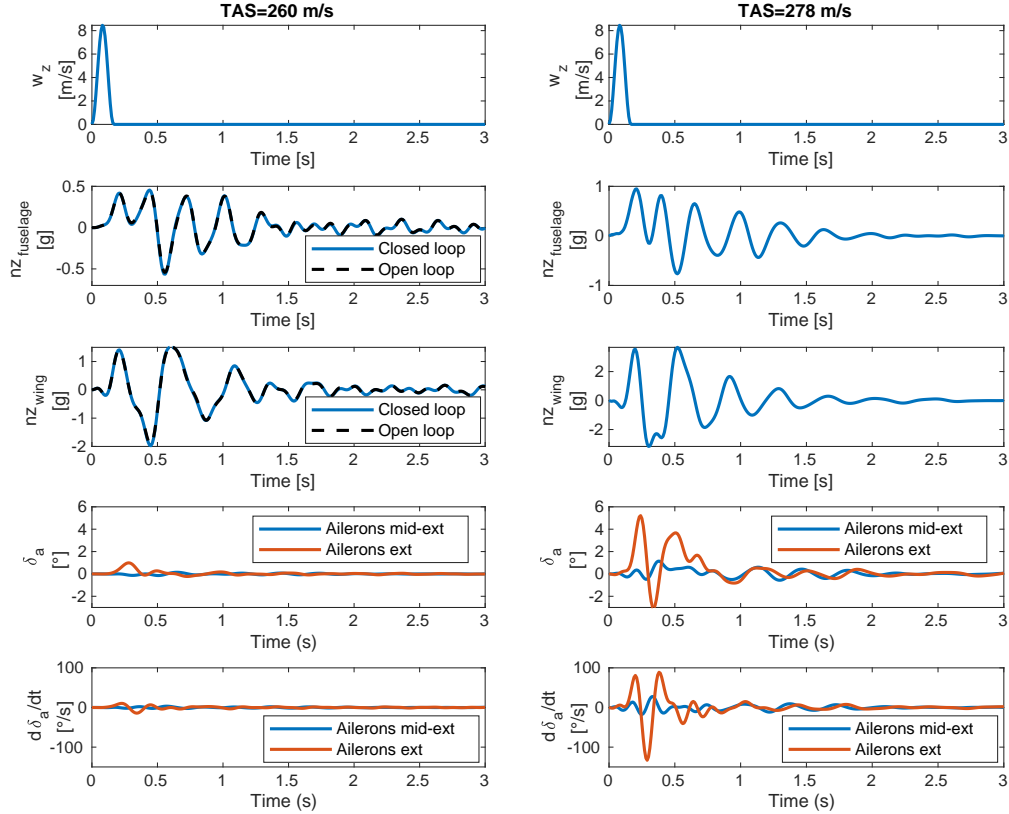 TAS=260 m/s
w_z
[m/s]
8
6
4
2
0
0 0.5 1 1.5 2 2.5 3
Time [s]
nz_fuselage
[g]
0.5
0
-0.5
Closed loop
Open loop
0 0.5 1 1.5 2 2.5 3
Time [s]
nz_wing
[g]
1
0
-1
-2
Closed loop
Open loop
0 0.5 1 1.5 2 2.5 3
Time [s]
δ_a
[°]
6
4
2
0
-2
Ailerons mid-ext
Ailerons ext
0 0.5 1 1.5 2 2.5 3
Time (s)
dδ_a/dt
[°/s]
100
0
-100
Ailerons mid-ext
Ailerons ext
0 0.5 1 1.5 2 2.5 3
Time (s)
TAS=278 m/s
w_z
[m/s]
8
6
4
2
0
0 0.5 1 1.5 2 2.5 3
Time [s]
nz_fuselage
[g]
1
0
-1
0 0.5 1 1.5 2 2.5 3
Time [s]
nz_wing
[g]
2
0
-2
0 0.5 1 1.5 2 2.5 3
Time [s]
δ_a
[°]
6
4
2
0
-2
Ailerons mid-ext
Ailerons ext
0 0.5 1 1.5 2 2.5 3
Time (s)
dδ_a/dt
[°/s]
100
0
-100
Ailerons mid-ext
Ailerons ext
0 0.5 1 1.5 2 2.5 3
Time (s)